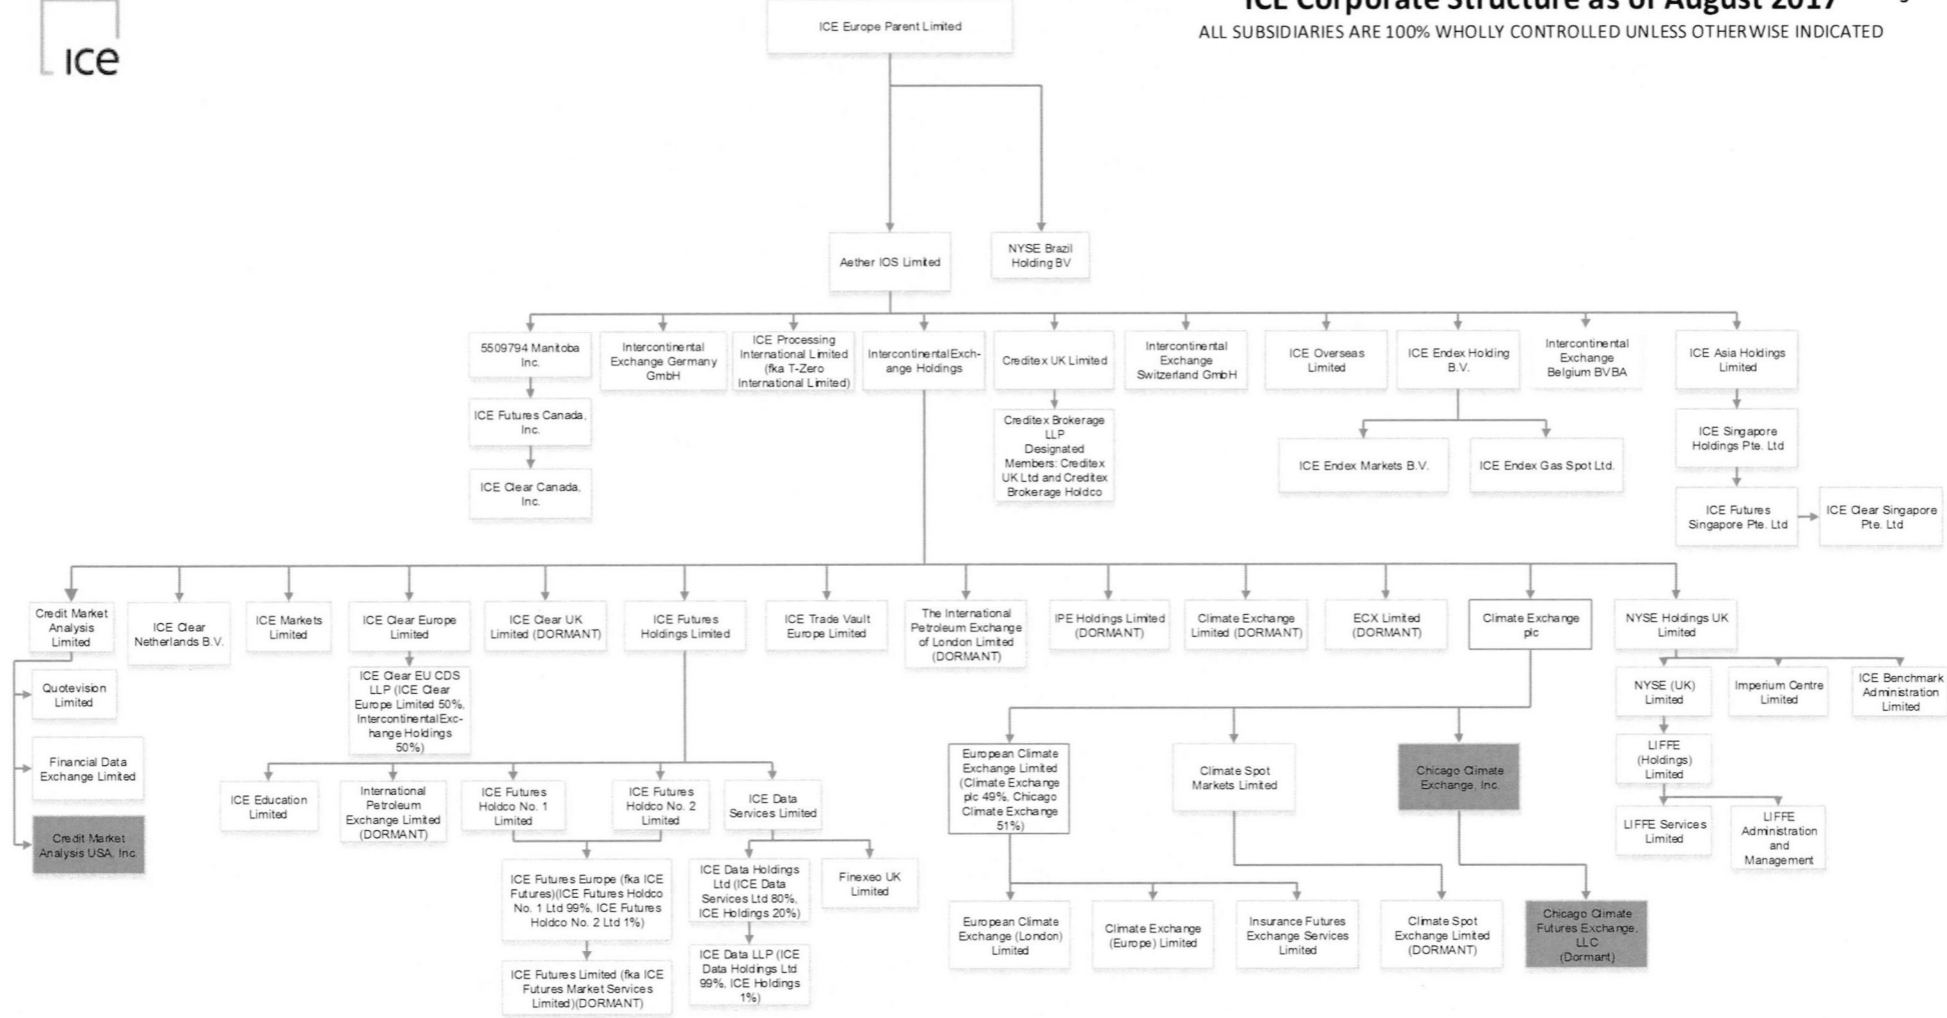 ice
ICE Corporate Structure as of August 2017
ALL SUBSIDIARIES ARE 100% WHOLLY CONTROLLED UNLESS OTHERWISE INDICATED
ICE Europe Parent Limited
Aether IOS Limited
NYSE Brazil
Holding BV
5509794 Manitoba
Inc.
Intercontinental
Exchange Germany
GmbH
ICE Processing
International Limited
(fka T-Zero
International Limited)
IntercontinentalExch-
ange Holdings
Creditex UK Limited
Intercontinental
Exchange
Switzerland GmbH
ICE Overseas
Limited
ICE Endex Holding
B.V.
Intercontinental
Exchange
Belgium BVBA
ICE Asia Holdings
Limited
ICE Futures Canada,
Inc.
ICE Clear Canada,
Inc.
Creditex Brokerage
LLP
Designated
Members: Creditex
UK Ltd and Creditex
Brokerage Holdco
ICE Endex Markets B.V.
ICE Endex Gas Spot Ltd.
ICE Singapore
Holdings Pte. Ltd
ICE Futures
Singapore Pte. Ltd
ICE Clear Singapore
Pte. Ltd
Credit Market
Analysis
Limited
ICE Clear
Netherlands B.V.
ICE Markets
Limited
ICE Clear Europe
Limited
ICE Clear UK
Limited (DORMANT)
ICE Futures
Holdings Limited
ICE Trade Vault
Europe Limited
The International
Petroleum Exchange
of London Limited
(DORMANT)
IPE Holdings Limited
(DORMANT)
Climate Exchange
Limited (DORMANT)
ECX Limited
(DORMANT)
Climate Exchange
plc
NYSE Holdings UK
Limited
Quotevision
Limited
Financial Data
Exchange Limited
Credit Market
Analysis USA, Inc.
ICE Clear EU CDS
LLP (ICE Clear
Europe Limited 50%,
IntercontinentalExc-
hange Holdings
50%)
NYSE (UK)
Limited
Imperium Centre
Limited
ICE Benchmark
Administration
Limited
LIFFE
(Holdings)
Limited
LIFFE Services
Limited
LIFFE
Administration
and
Management
ICE Education
Limited
International
Petroleum
Exchange Limited
(DORMANT)
ICE Futures
Holdco No. 1
Limited
ICE Futures
Holdco No. 2
Limited
ICE Data
Services Limited
European Climate
Exchange Limited
(Climate Exchange
plc 49%, Chicago
Climate Exchange
51%)
Climate Spot
Markets Limited
Chicago Climate
Exchange, Inc.
ICE Futures Europe (fka ICE
Futures)(ICE Futures Holdco
No. 1 Ltd 99%, ICE Futures
Holdco No. 2 Ltd 1%)
ICE Data Holdings
Ltd (ICE Data
Services Ltd 80%,
ICE Holdings 20%)
Finexeo UK
Limited
ICE Futures Limited (fka ICE
Futures Market Services
Limited)(DORMANT)
ICE Data LLP (ICE
Data Holdings Ltd
99%, ICE Holdings
1%)
European Climate
Exchange (London)
Limited
Climate Exchange
(Europe) Limited
Insurance Futures
Exchange Services
Limited
Climate Spot
Exchange Limited
(DORMANT)
Chicago Climate
Futures Exchange,
LLC
(Dormant)